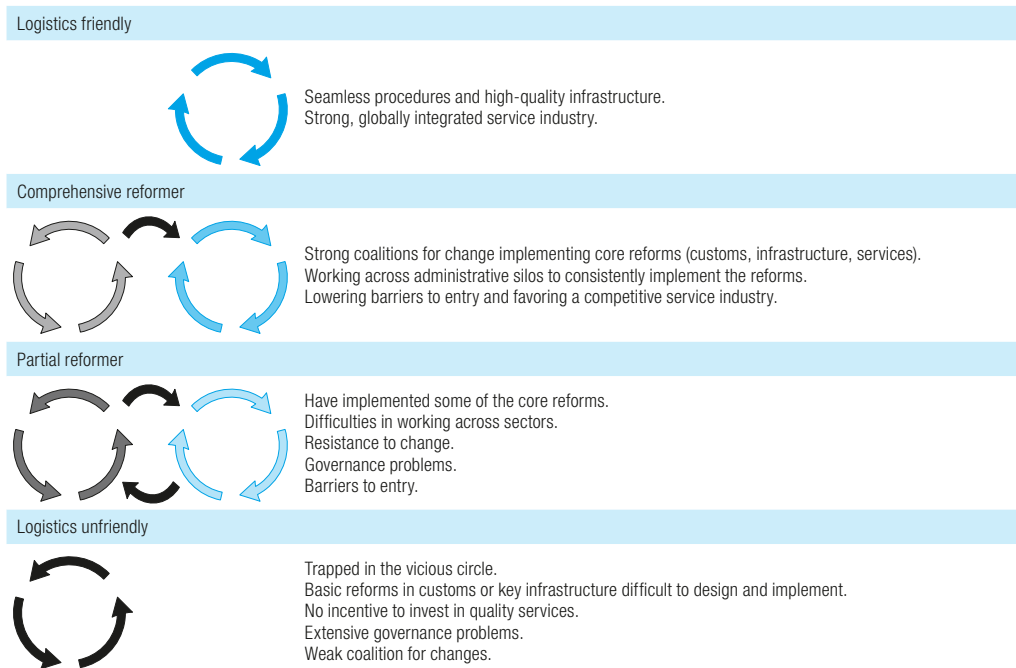 Logistics friendly
Seamless procedures and high-quality infrastructure.
Strong, globally integrated service industry.
Comprehensive reformer
Strong coalitions for change implementing core reforms (customs, infrastructure, services).
Working across administrative silos to consistently implement the reforms.
Lowering barriers to entry and favoring a competitive service industry.
Partial reformer
Have implemented some of the core reforms.
Difficulties in working across sectors.
Resistance to change.
Governance problems.
Barriers to entry.
Logistics unfriendly
Trapped in the vicious circle.
Basic reforms in customs or key infrastructure difficult to design and implement.
No incentive to invest in quality services.
Extensive governance problems.
Weak coalition for changes.